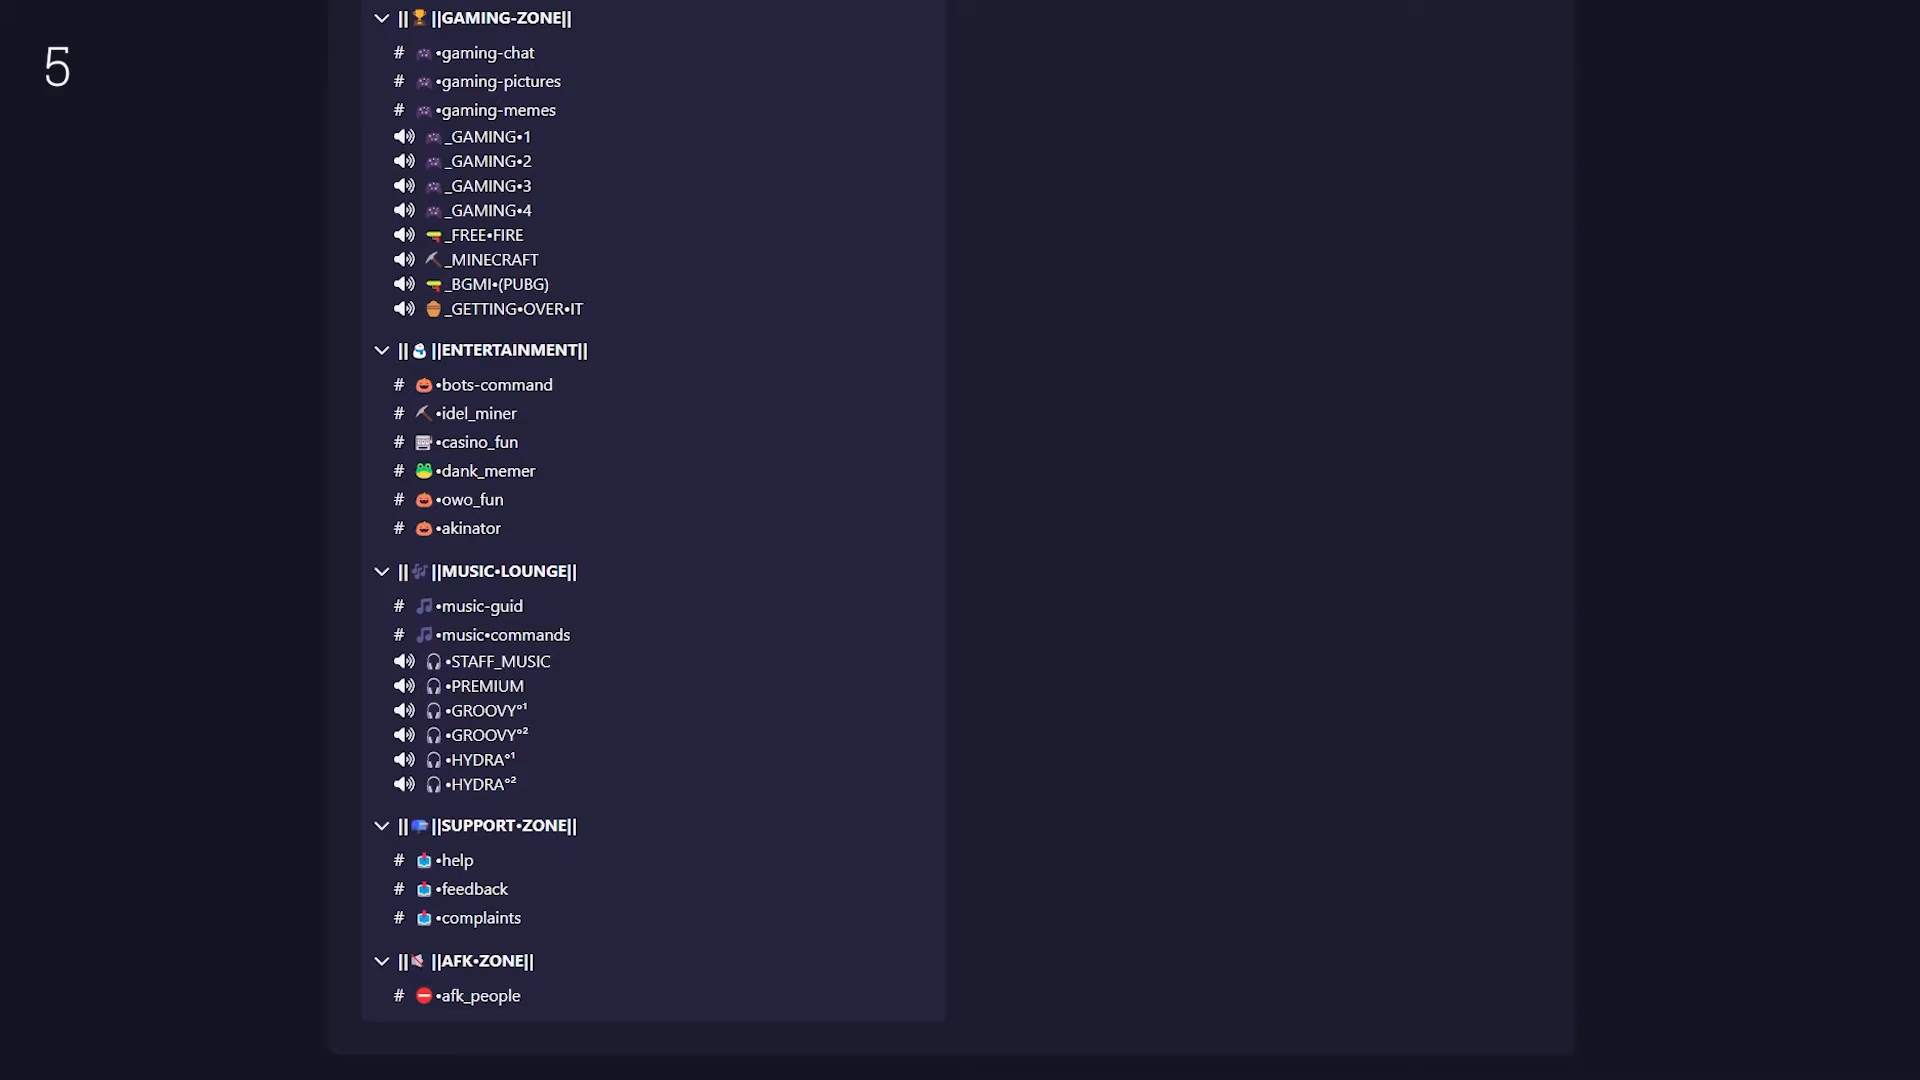 5
||🏆||GAMING-ZONE||
# 🎮•gaming-chat
# 🎮•gaming-pictures
# 🎮•gaming-memes
🎮_GAMING•1
🎮_GAMING•2
🎮_GAMING•3
🎮_GAMING•4
🔫_FREE•FIRE
⛏_MINECRAFT
🔫_BGMI•(PUBG)
⚱_GETTING•OVER•IT
||⛄||ENTERTAINMENT||
# 🎃•bots-command
# ⛏•idel_miner
# 🎰•casino_fun
# 🐸•dank_memer
# 🎃•owo_fun
# 🎃•akinator
||🎶||MUSIC•LOUNGE||
# 🎵•music-guid
# 🎵•music•commands
🎧•STAFF_MUSIC
🎧•PREMIUM
🎧•GROOVY°¹
🎧•GROOVY°²
🎧•HYDRA°¹
🎧•HYDRA°²
||📪||SUPPORT•ZONE||
# 📩•help
# 📩•feedback
# 📩•complaints
||🔇||AFK•ZONE||
# ⛔•afk_people